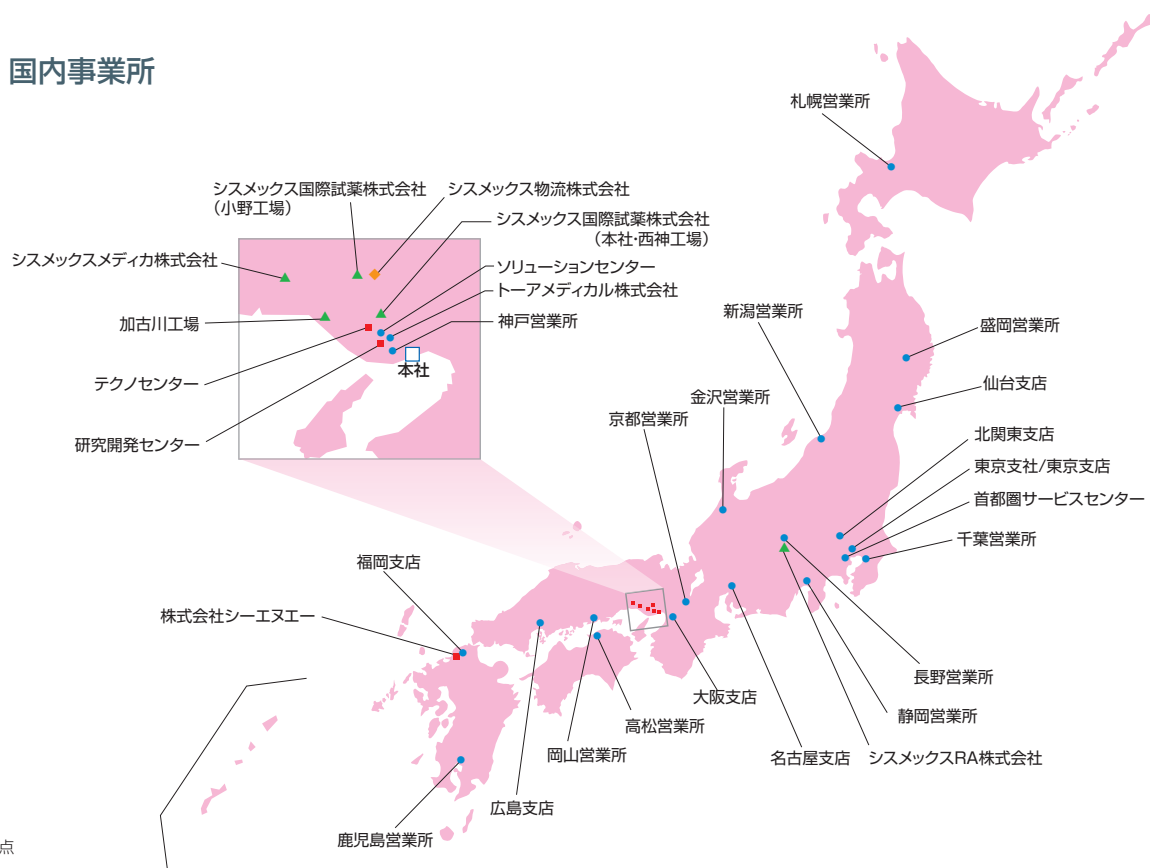 国内事業所
札幌営業所
シスメックス国際試薬株式会社
(小野工場)
シスメックス物流株式会社
シスメックス国際試薬株式会社
(本社・西神工場)
シスメックスメディカ株式会社
ソリューションセンター
トーアメディカル株式会社
加古川工場
神戸営業所
本社
テクノセンター
研究開発センター
新潟営業所
盛岡営業所
仙台支店
金沢営業所
京都営業所
北関東支店
東京支社/東京支店
首都圏サービスセンター
千葉営業所
福岡支店
株式会社シーエヌエー
長野営業所
大阪支店
静岡営業所
高松営業所
岡山営業所
名古屋支店
シスメックスRA株式会社
広島支店
鹿児島営業所
点